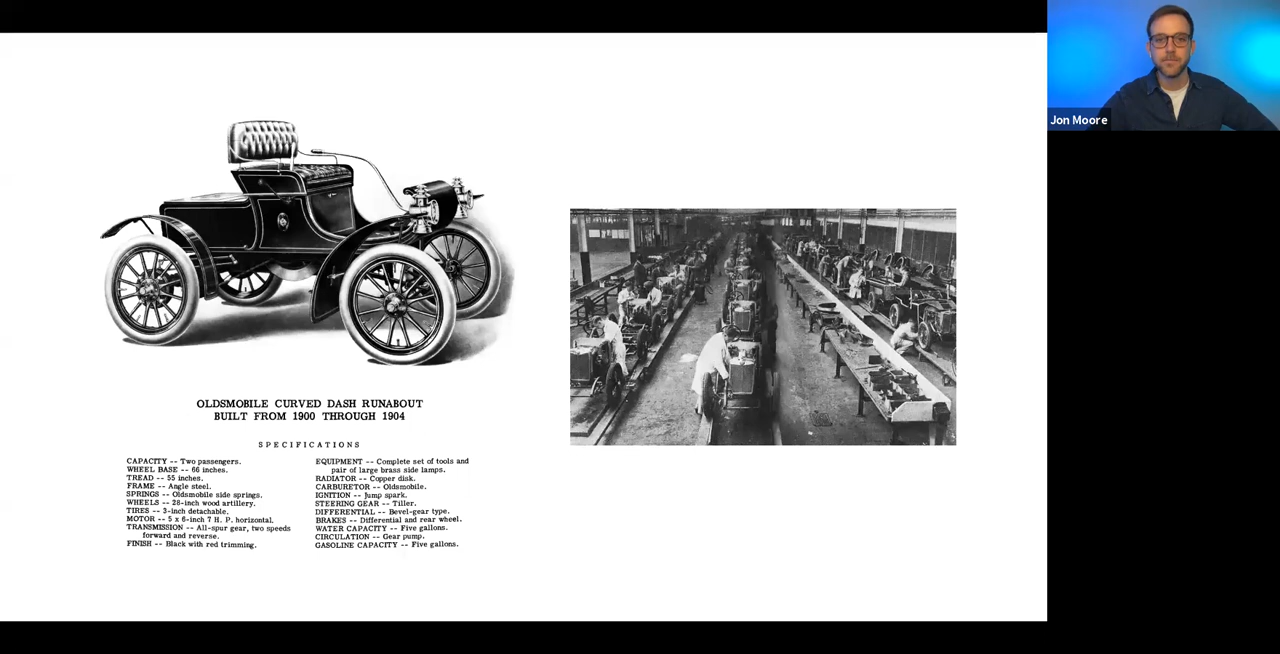 OLDSMOBILE CURVED DASH RUNABOUT
BUILT FROM 1900 THROUGH 1904
SPECIFICATIONS
CAPACITY -- Two passengers.
WHEEL BASE -- 66 inches.
TREAD -- 55 inches.
FRAME -- Angle steel.
SPRINGS -- Oldsmobile side springs.
WHEELS -- 28-inch wood artillery.
TIRES -- 3-inch detachable.
MOTOR -- 5 x 6-inch 7 H. P. horizontal.
TRANSMISSION -- All-spur gear, two speeds
forward and reverse.
FINISH -- Black with red trimming.
EQUIPMENT -- Complete set of tools and
pair of large brass side lamps.
RADIATOR -- Copper disk.
CARBURETOR -- Oldsmobile.
IGNITION -- Jump spark.
STEERING GEAR -- Tiller.
DIFFERENTIAL -- Bevel-gear type.
BRAKES -- Differential and rear wheel.
WATER CAPACITY -- Five gallons.
CIRCULATION -- Gear pump.
GASOLINE CAPACITY -- Five gallons.
Jon Moore